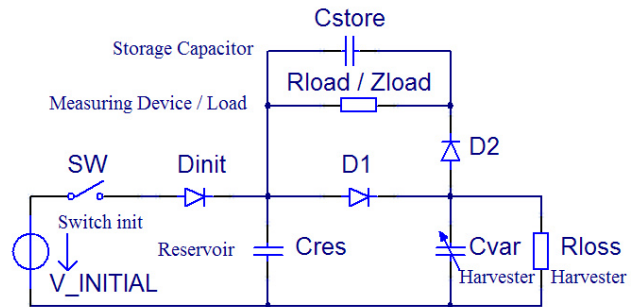 Cstore
Storage Capacitor
Rload / Zload
Measuring Device / Load
D2
SW
Dinit
D1
Switch init
Reservoir
Cres
Cvar
Rloss
Harvester
Harvester
V_INITIAL